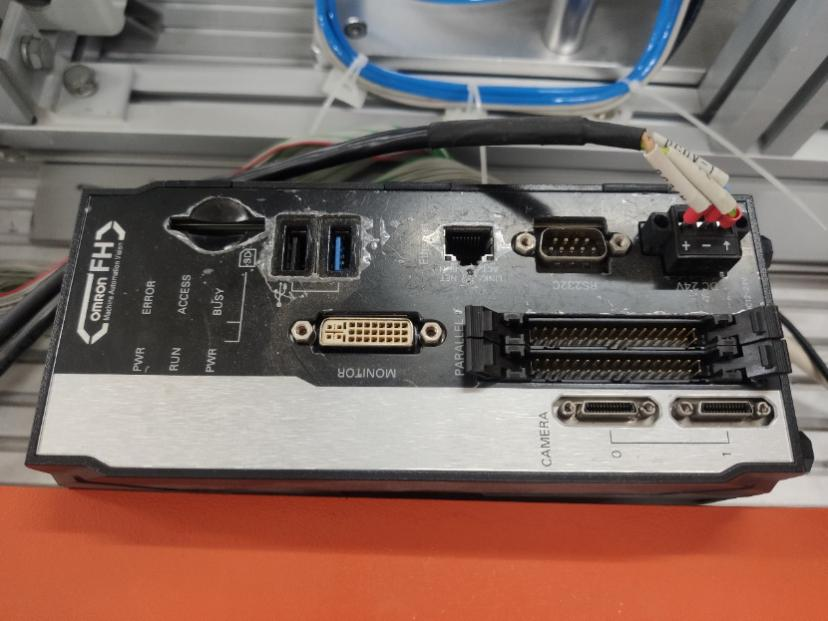 OMRON FH
Machine Automation Vision
ERROR
ACCESS
BUSY
SD
PWR
RUN
PWR
MONITOR
RS232C
DC 24V
+ −
PARALLEL
CAMERA
0
1